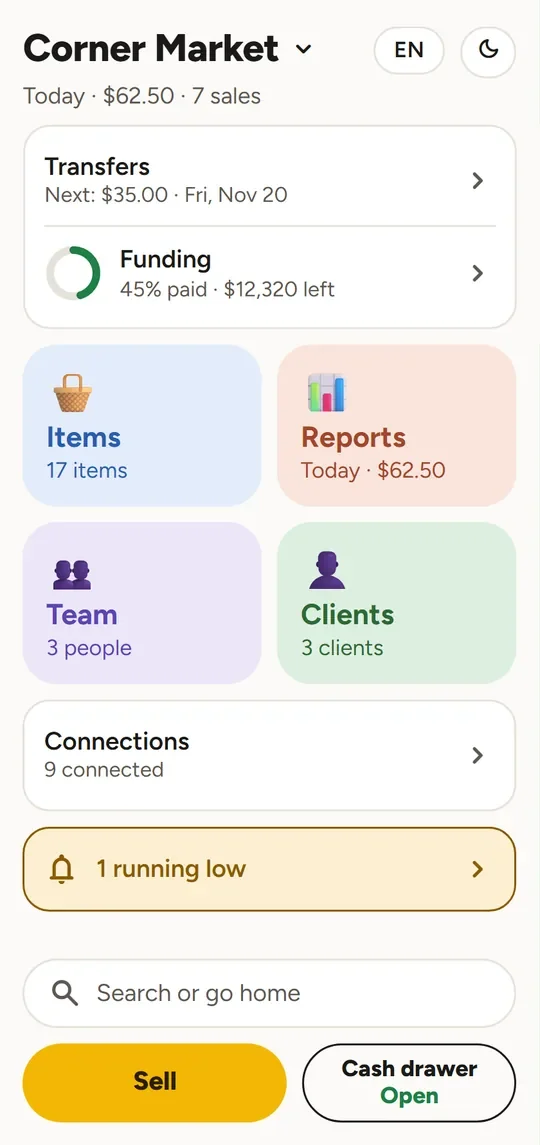 Corner Market
EN
Today · $62.50 · 7 sales
Transfers
Next: $35.00 · Fri, Nov 20
Funding
45% paid · $12,320 left
Items
17 items
Reports
Today · $62.50
Team
3 people
Clients
3 clients
Connections
9 connected
1 running low
Search or go home
Sell
Cash drawer
Open